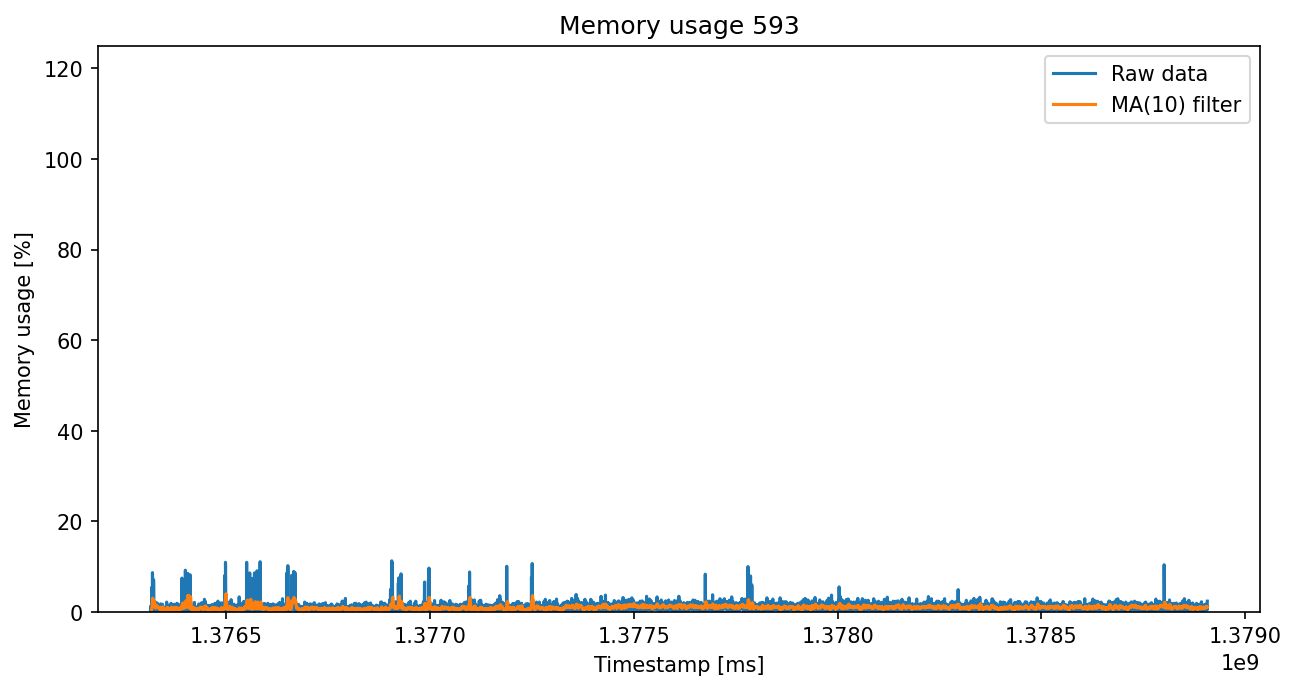 Memory usage 593
Raw data
MA(10) filter
Memory usage [%]
120
100
80
60
40
20
0
1.3765 1.3770 1.3775 1.3780 1.3785 1.3790
1e9
Timestamp [ms]